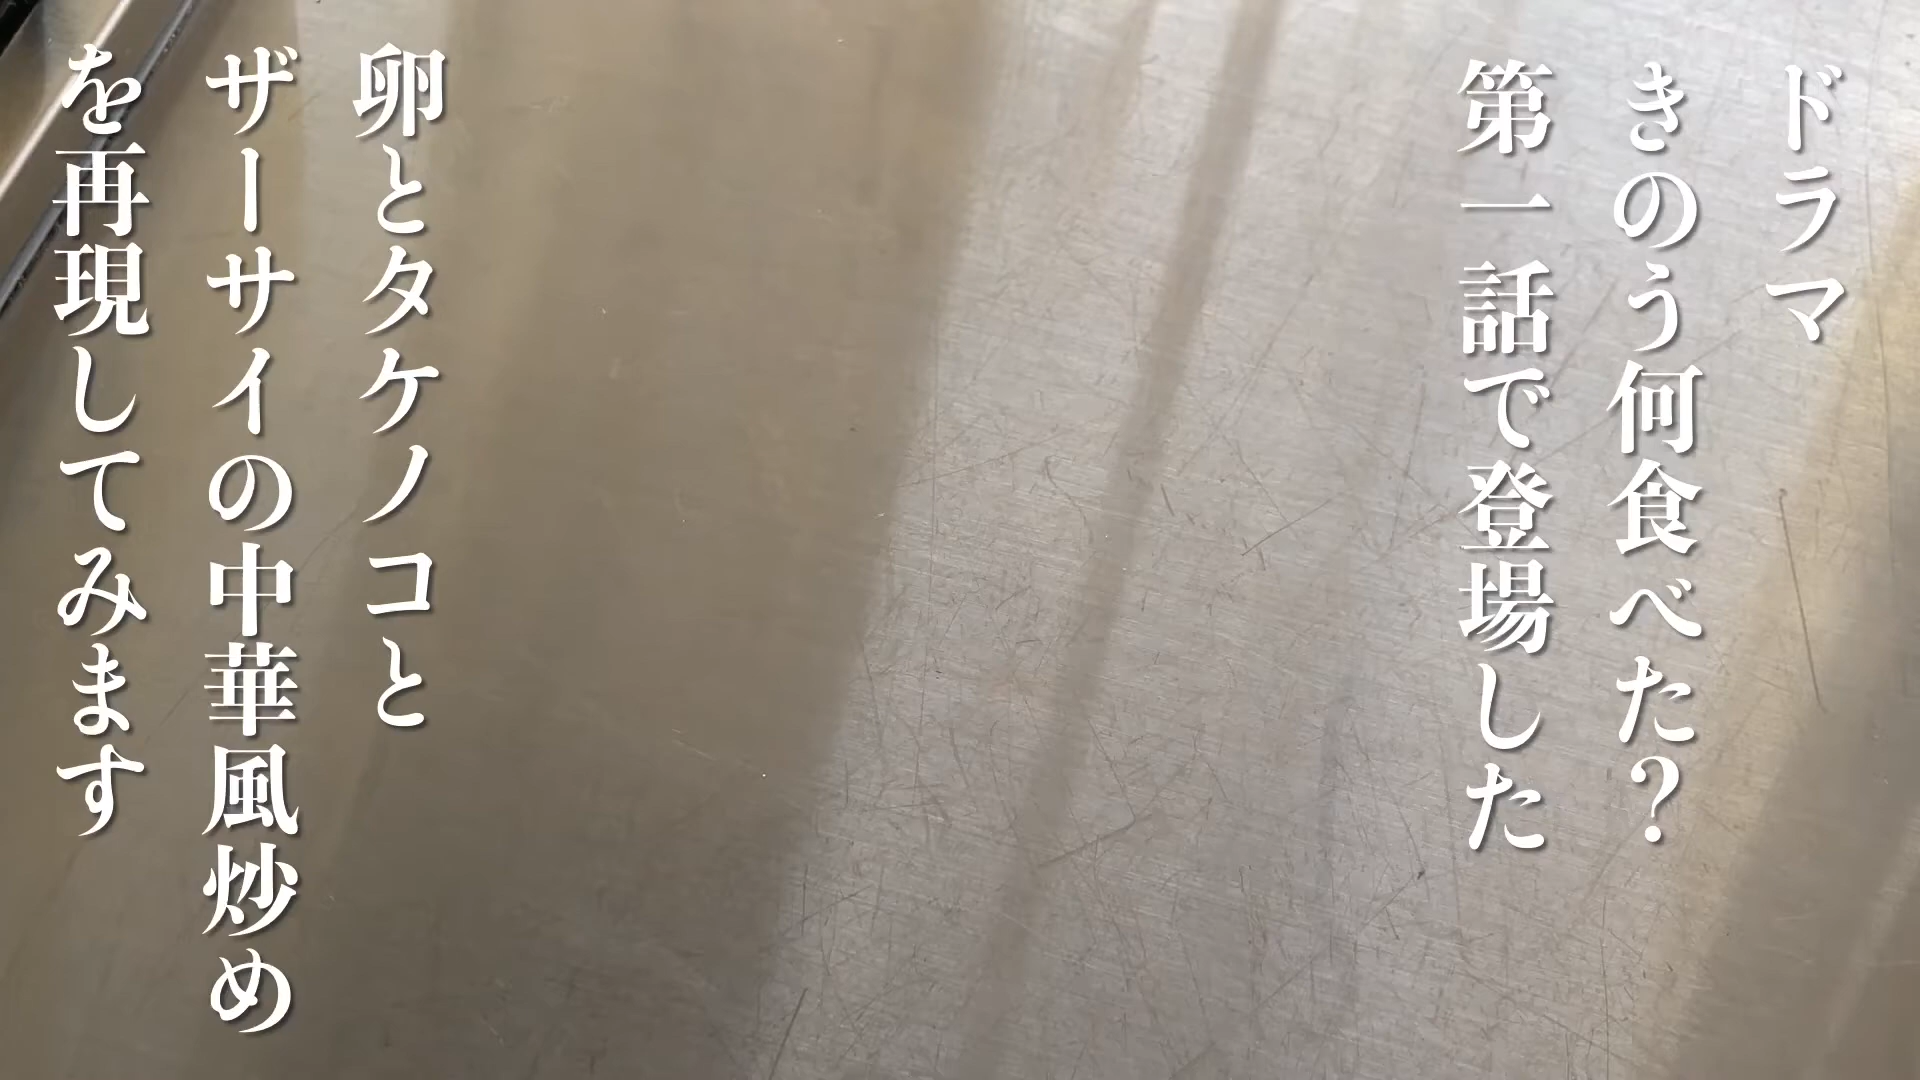 ドラマ
きのう何食べた?
第一話で登場した
卵とタケノコと
ザーサイの中華風炒め
を再現してみます